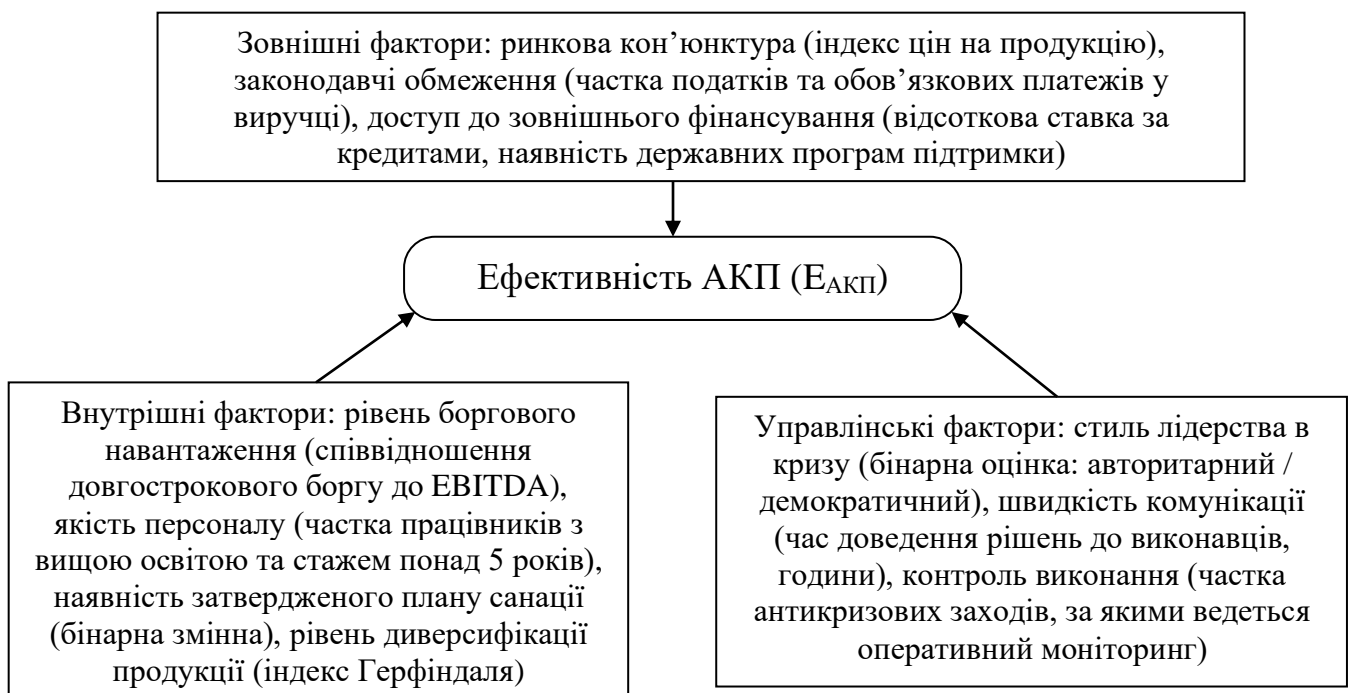 Зовнішні фактори: ринкова кон’юнктура (індекс цін на продукцію),
законодавчі обмеження (частка податків та обов’язкових платежів у
виручці), доступ до зовнішнього фінансування (відсоткова ставка за
кредитами, наявність державних програм підтримки)
Ефективність АКП (ЕАКП)
Внутрішні фактори: рівень боргового
навантаження (співвідношення
довгострокового боргу до EBITDA),
якість персоналу (частка працівників з
вищою освітою та стажем понад 5 років),
наявність затвердженого плану санації
(бінарна змінна), рівень диверсифікації
продукції (індекс Герфіндаля)
Управлінські фактори: стиль лідерства в
кризу (бінарна оцінка: авторитарний /
демократичний), швидкість комунікації
(час доведення рішень до виконавців,
години), контроль виконання (частка
антикризових заходів, за якими ведеться
оперативний моніторинг)